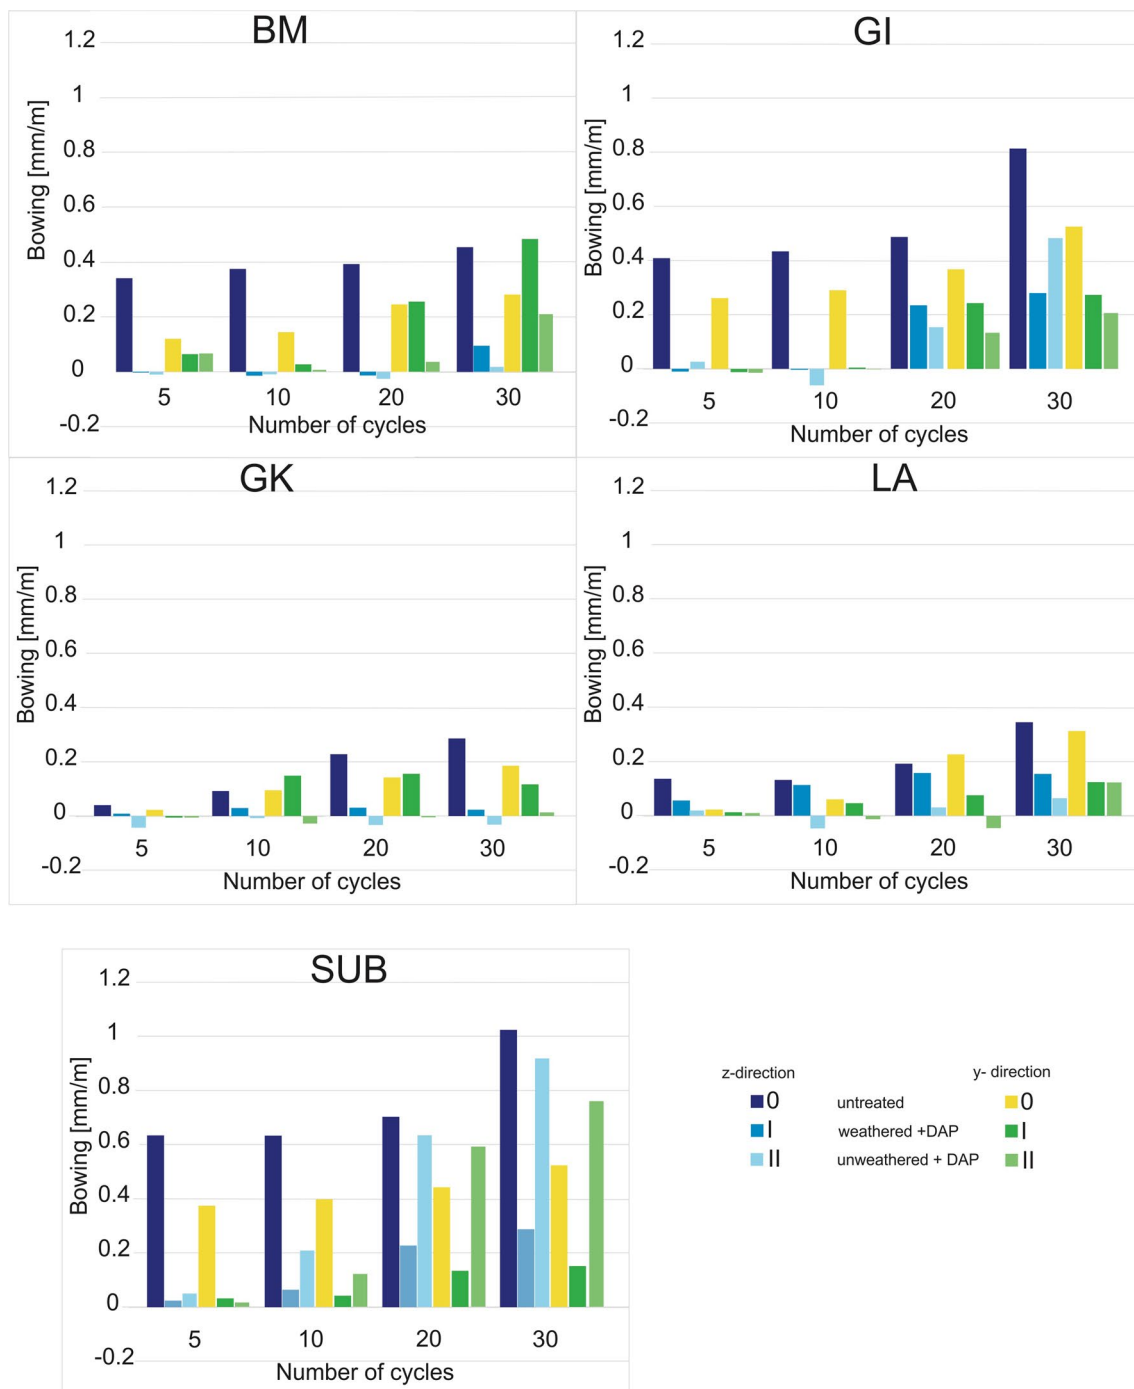 BM
1.2
1
0.8
0.6
0.4
0.2
0
-0.2
Bowing [mm/m]
5 10 20 30
Number of cycles
GI
1.2
1
0.8
0.6
0.4
0.2
0
-0.2
Bowing [mm/m]
5 10 20 30
Number of cycles
GK
1.2
1
0.8
0.6
0.4
0.2
0
-0.2
Bowing [mm/m]
5 10 20 30
Number of cycles
LA
1.2
1
0.8
0.6
0.4
0.2
0
-0.2
Bowing [mm/m]
5 10 20 30
Number of cycles
SUB
1.2
1
0.8
0.6
0.4
0.2
0
-0.2
Bowing [mm/m]
5 10 20 30
Number of cycles
z-direction y- direction
0 untreated 0
I weathered +DAP I
II unweathered + DAP II